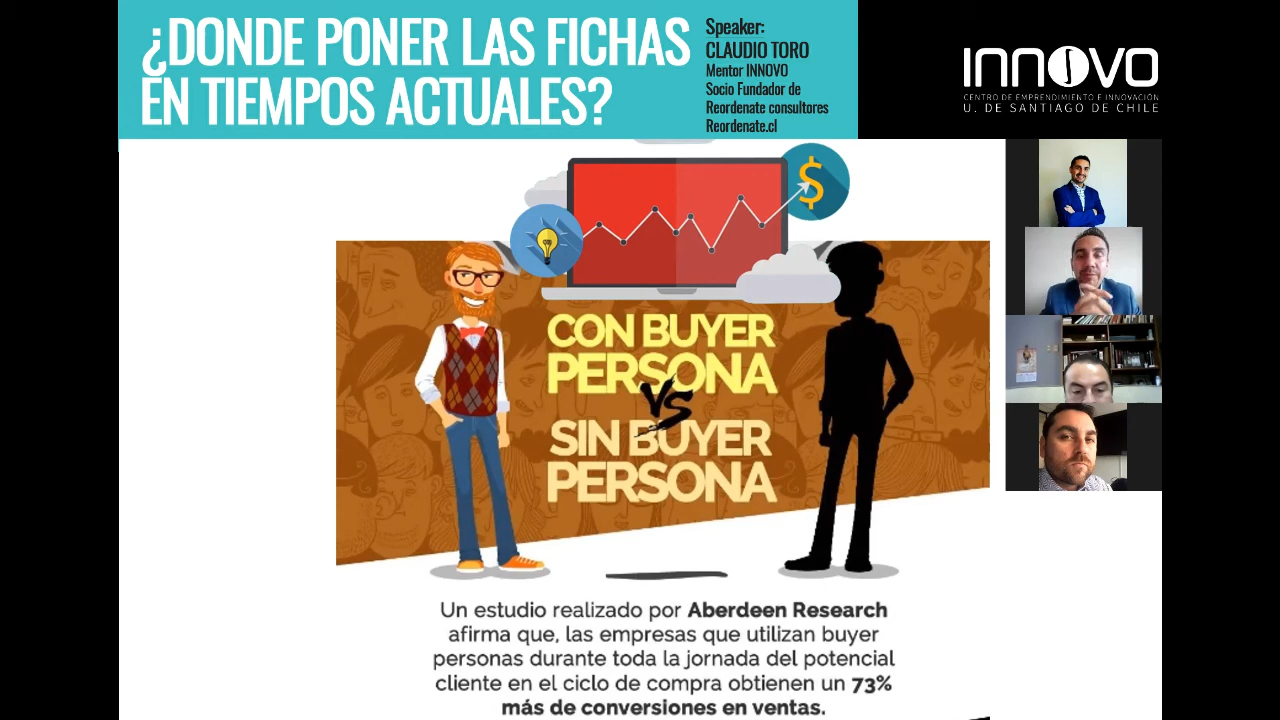 ¿DONDE PONER LAS FICHAS
EN TIEMPOS ACTUALES?
Speaker:
CLAUDIO TORO
Mentor INNOVO
Socio Fundador de
Reordenate consultores
Reordenate.cl
INNOVO
CENTRO DE EMPRENDIMIENTO E INNOVACIÓN
U. DE SANTIAGO DE CHILE
$
CON BUYER
PERSONA
VS
SIN BUYER
PERSONA
Un estudio realizado por Aberdeen Research
afirma que, las empresas que utilizan buyer
personas durante toda la jornada del potencial
cliente en el ciclo de compra obtienen un 73%
más de conversiones en ventas.